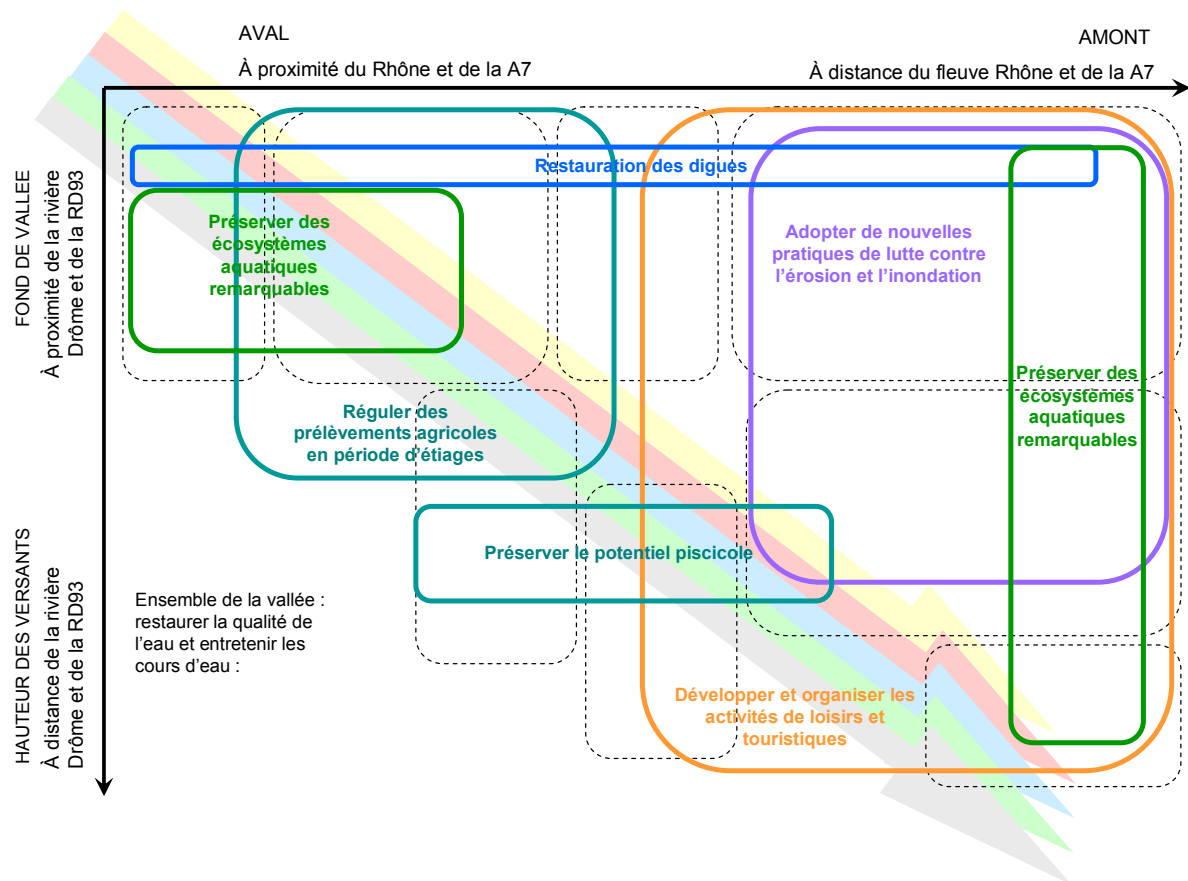 AVAL
À proximité du Rhône et de la A7
AMONT
À distance du fleuve Rhône et de la A7
FOND DE VALLEE
À proximité de la rivière
Drôme et de la RD93
HAUTEUR DES VERSANTS
À distance de la rivière
Drôme et de la RD93
Restauration des digues
Préserver des
écosystèmes
aquatiques
remarquables
Adopter de nouvelles
pratiques de lutte contre
l'érosion et l'inondation
Réguler des
prélèvements agricoles
en période d'étiages
Préserver des
écosystèmes
aquatiques
remarquables
Préserver le potentiel piscicole
Ensemble de la vallée :
restaurer la qualité de
l'eau et entretenir les
cours d'eau :
Développer et organiser les
activités de loisirs et
touristiques